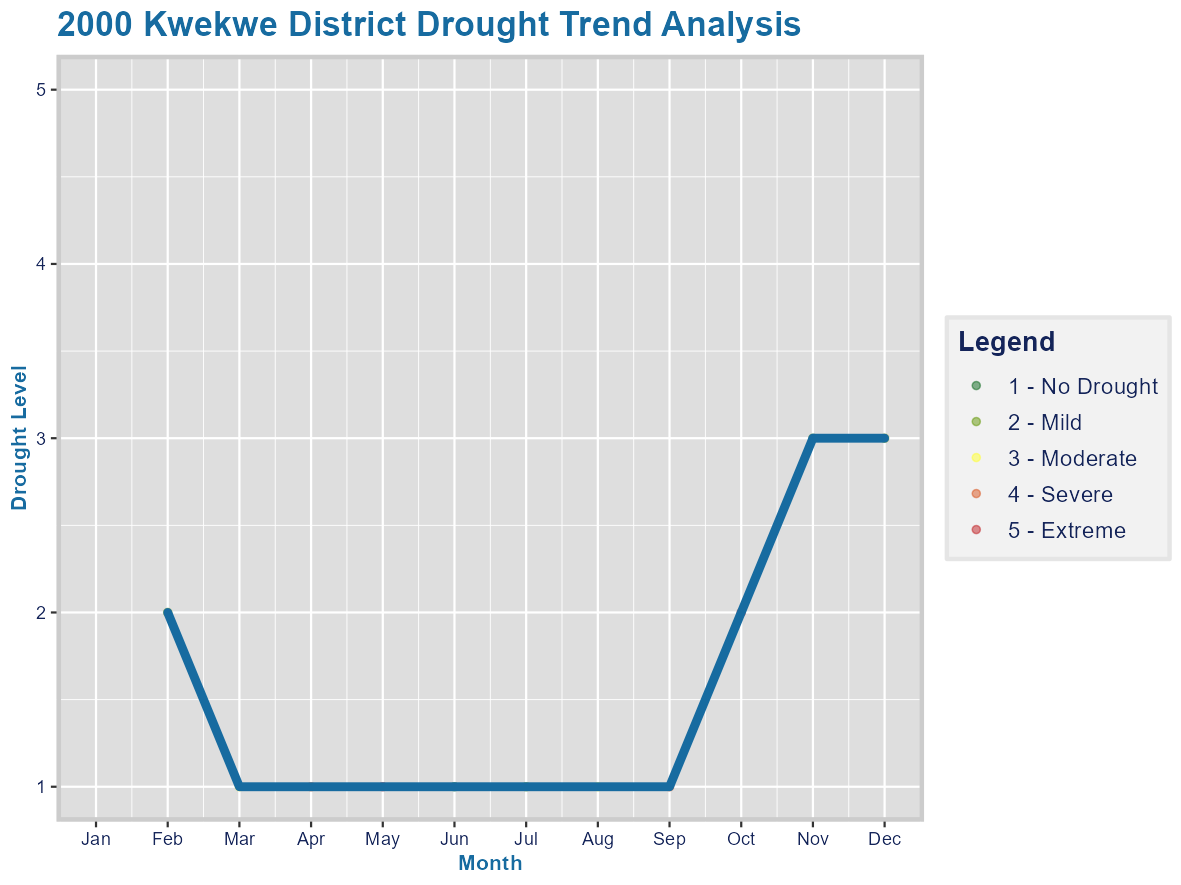 2000 Kwekwe District Drought Trend Analysis
5
4
3
2
1
Drought Level
Jan Feb Mar Apr May Jun Jul Aug Sep Oct Nov Dec
Month
Legend
1 - No Drought
2 - Mild
3 - Moderate
4 - Severe
5 - Extreme